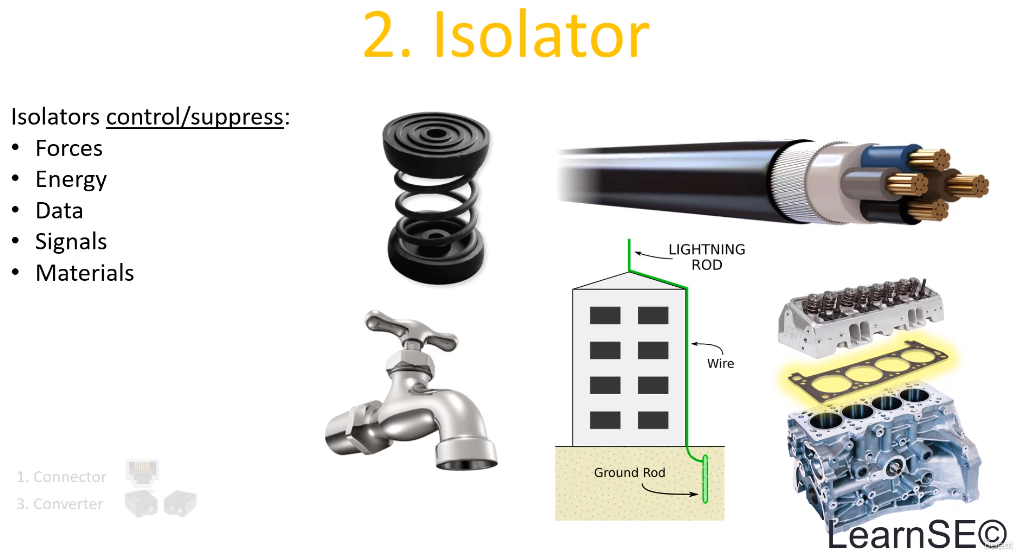 2. Isolator
Isolators control/suppress:
• Forces
• Energy
• Data
• Signals
• Materials
LIGHTNING
ROD
Wire
Ground Rod
1. Connector
3. Converter
LearnSE©